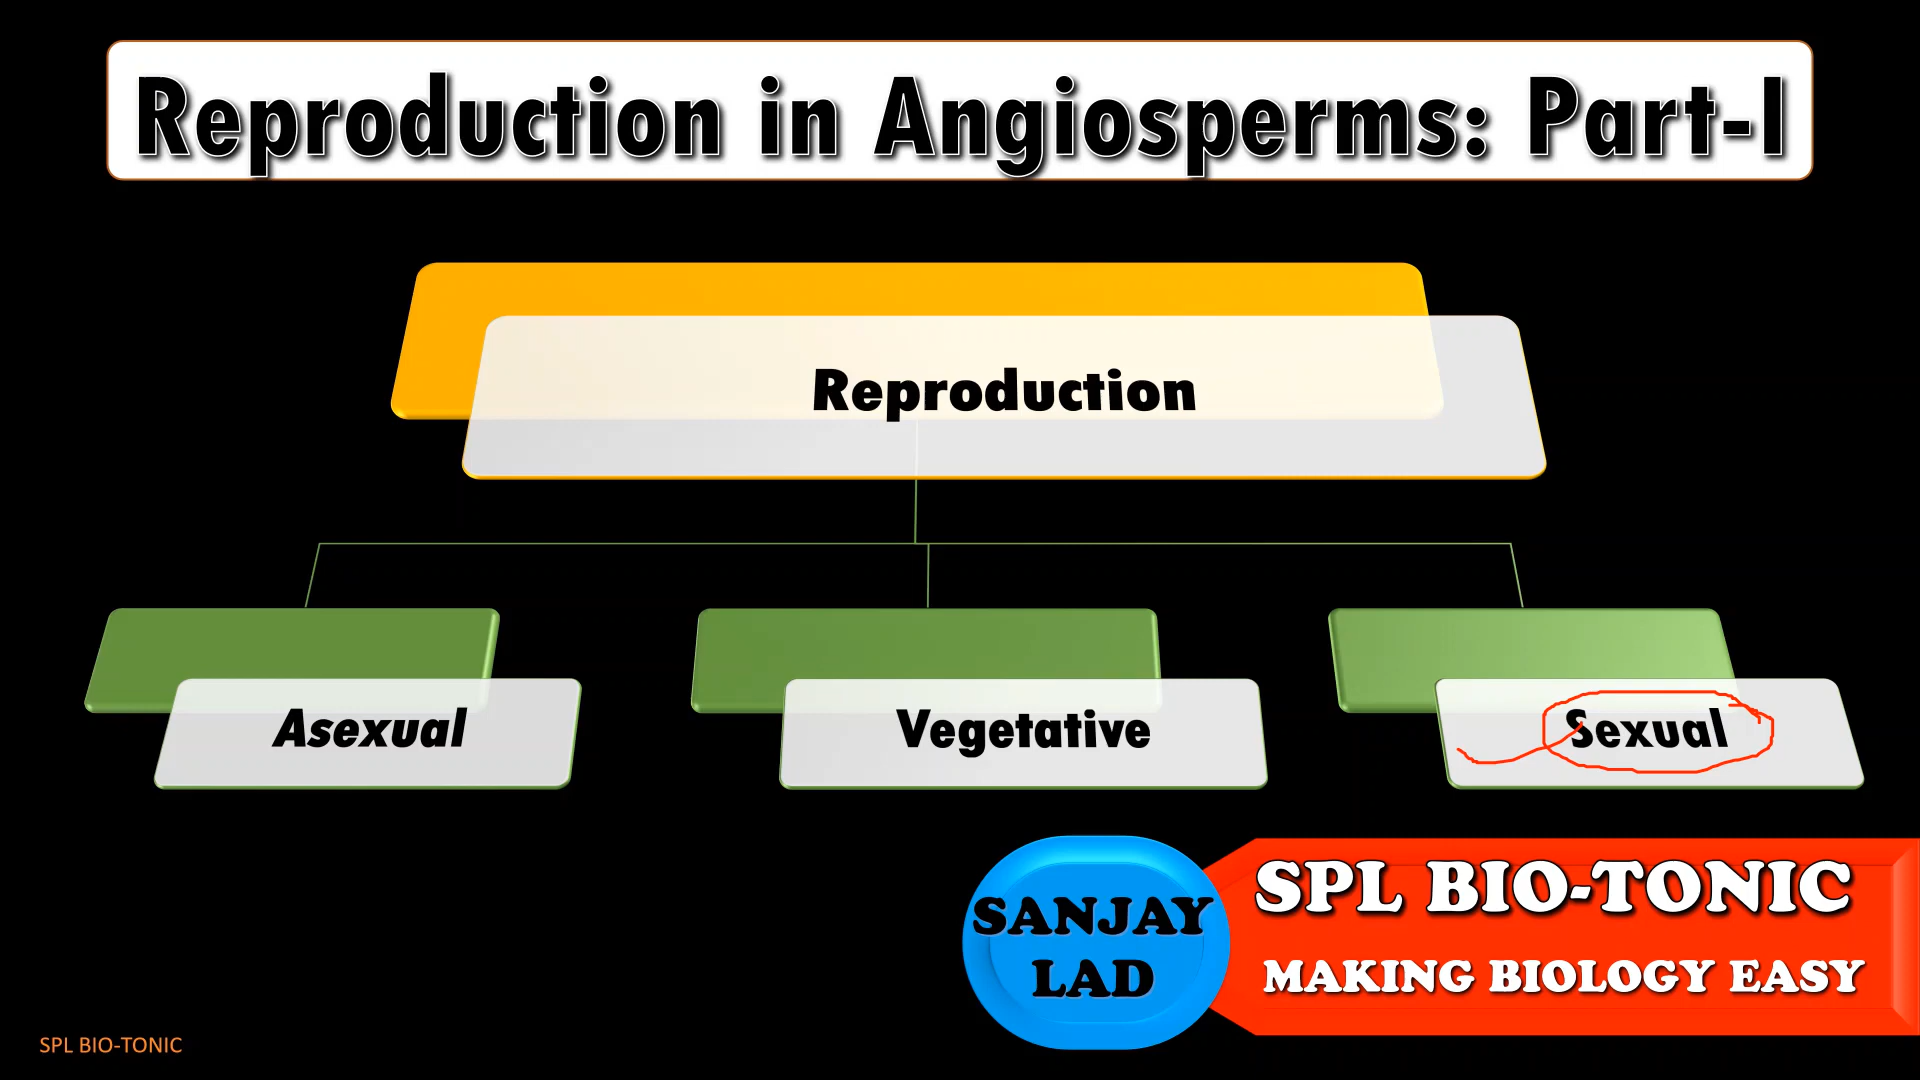 Reproduction in Angiosperms: Part-I
Reproduction
Asexual
Vegetative
Sexual
SANJAY
LAD
SPL BIO-TONIC
MAKING BIOLOGY EASY
SPL BIO-TONIC